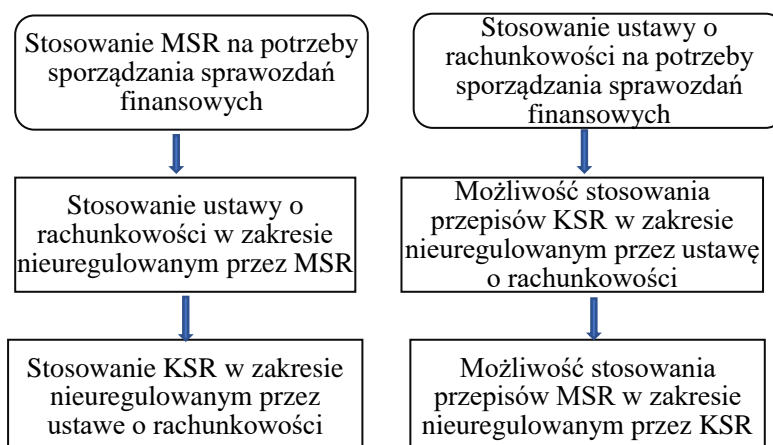 Stosowanie MSR na potrzeby
sporządzania sprawozdań
finansowych
Stosowanie ustawy o
rachunkowości w zakresie
nieuregulowanym przez MSR
Stosowanie KSR w zakresie
nieuregulowanym przez
ustawe o rachunkowości
Stosowanie ustawy o
rachunkowości na potrzeby
sporządzania sprawozdań
finansowych
Możliwość stosowania
przepisów KSR w zakresie
nieuregulowanym przez ustawę
o rachunkowości
Możliwość stosowania
przepisów MSR w zakresie
nieuregulowanym przez KSR